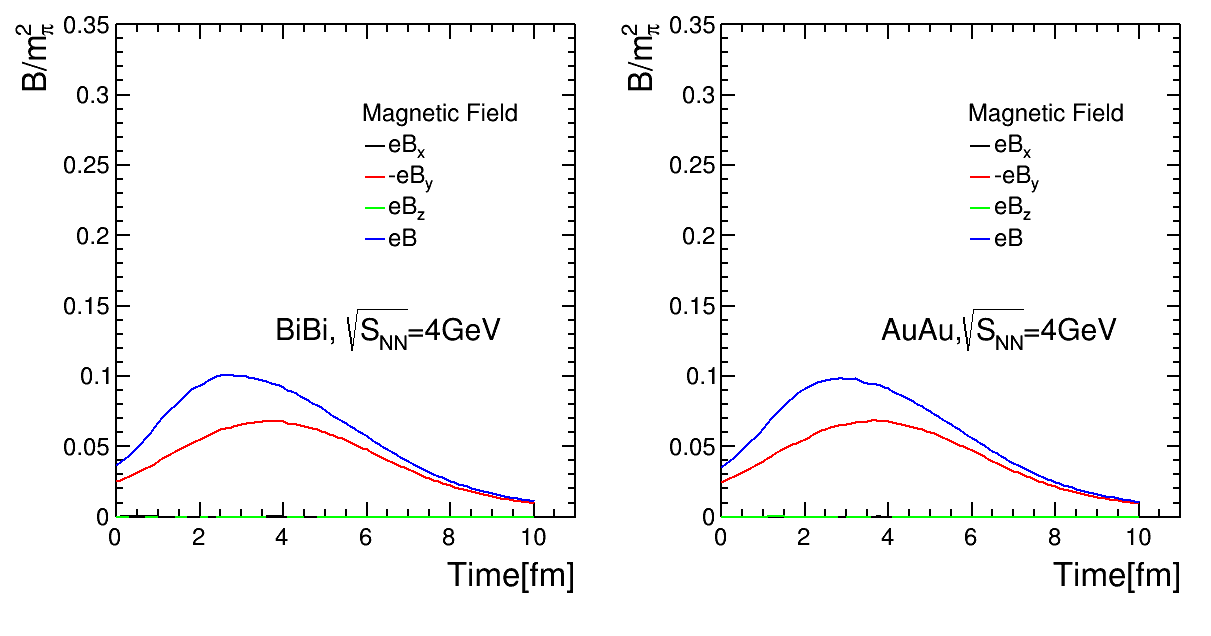 B/m²π
0.35
0.3
0.25
0.2
0.15
0.1
0.05
0
Magnetic Field
eBx
-eBy
eBz
eB
BiBi, √SNN=4GeV
0 2 4 6 8 10
Time[fm]
B/m²π
0.35
0.3
0.25
0.2
0.15
0.1
0.05
0
Magnetic Field
eBx
-eBy
eBz
eB
AuAu,√SNN=4GeV
0 2 4 6 8 10
Time[fm]